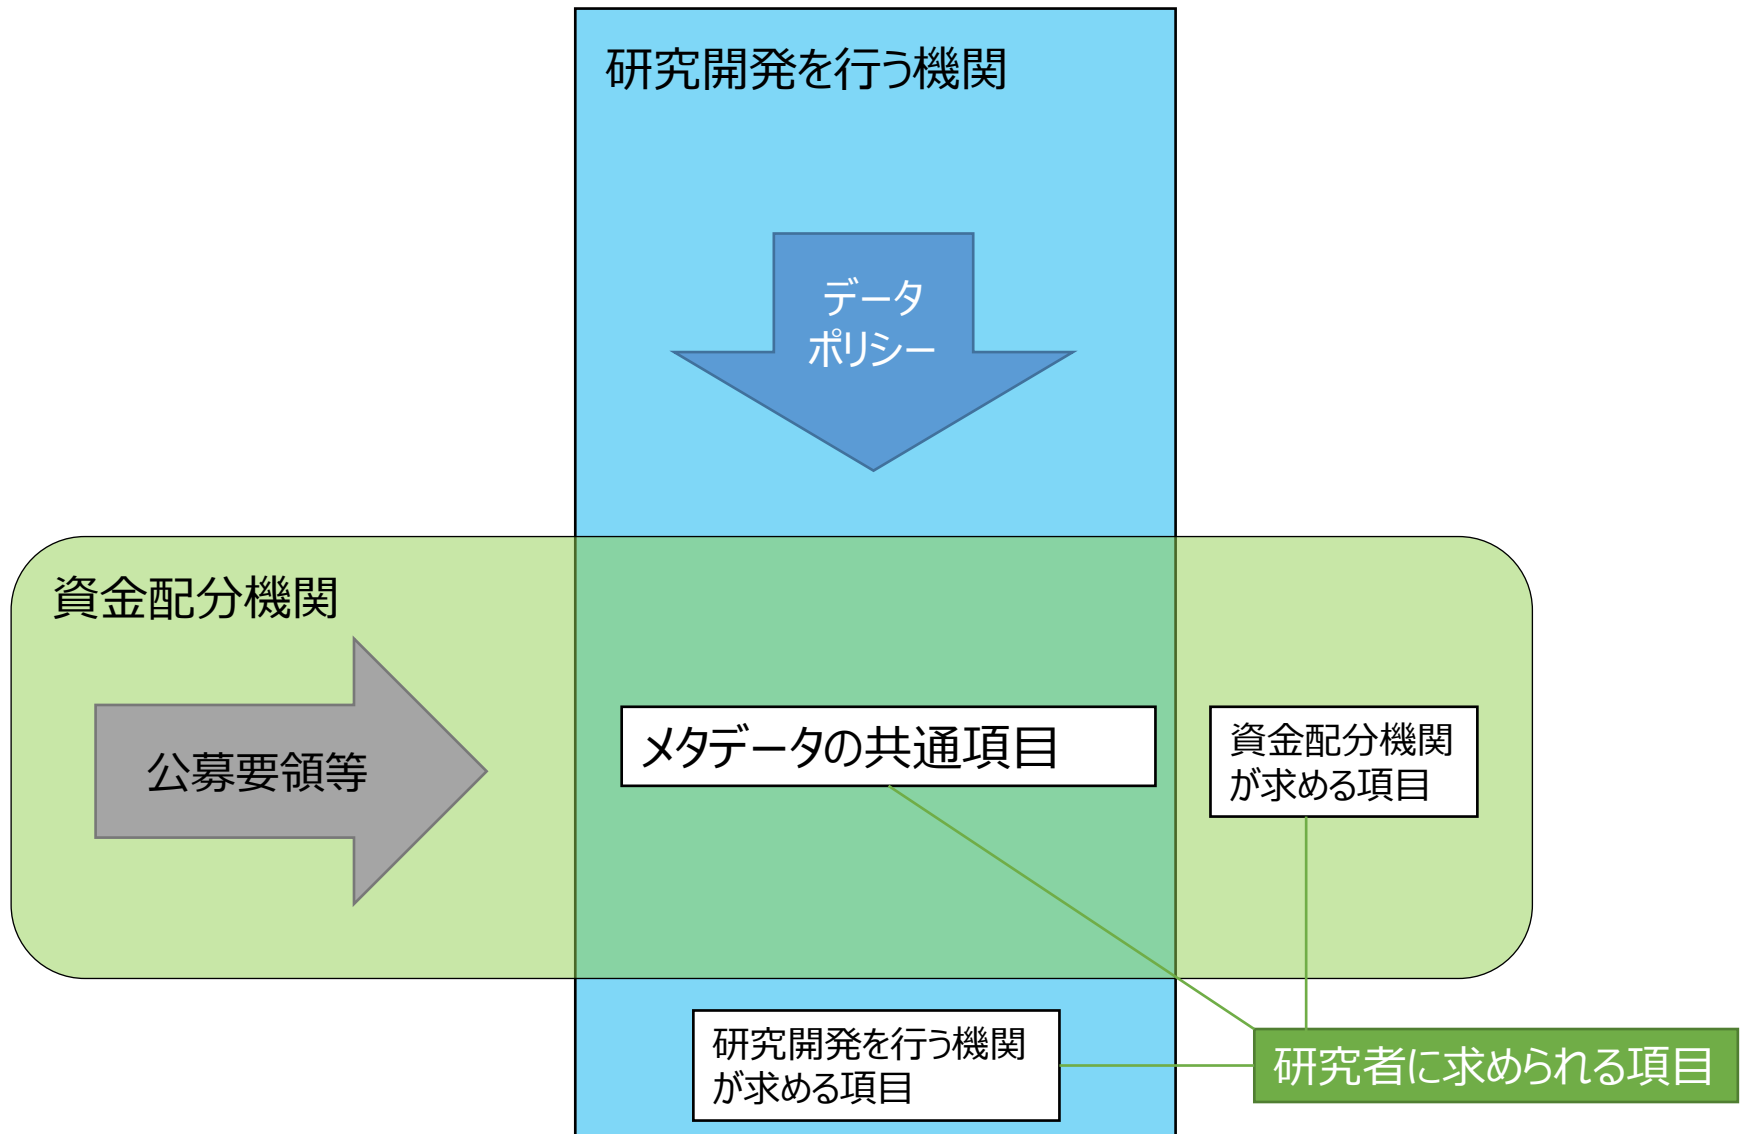 研究開発を行う機関
データ
ポリシー
資金配分機関
公募要領等
メタデータの共通項目
資金配分機関
が求める項目
研究開発を行う機関
が求める項目
研究者に求められる項目